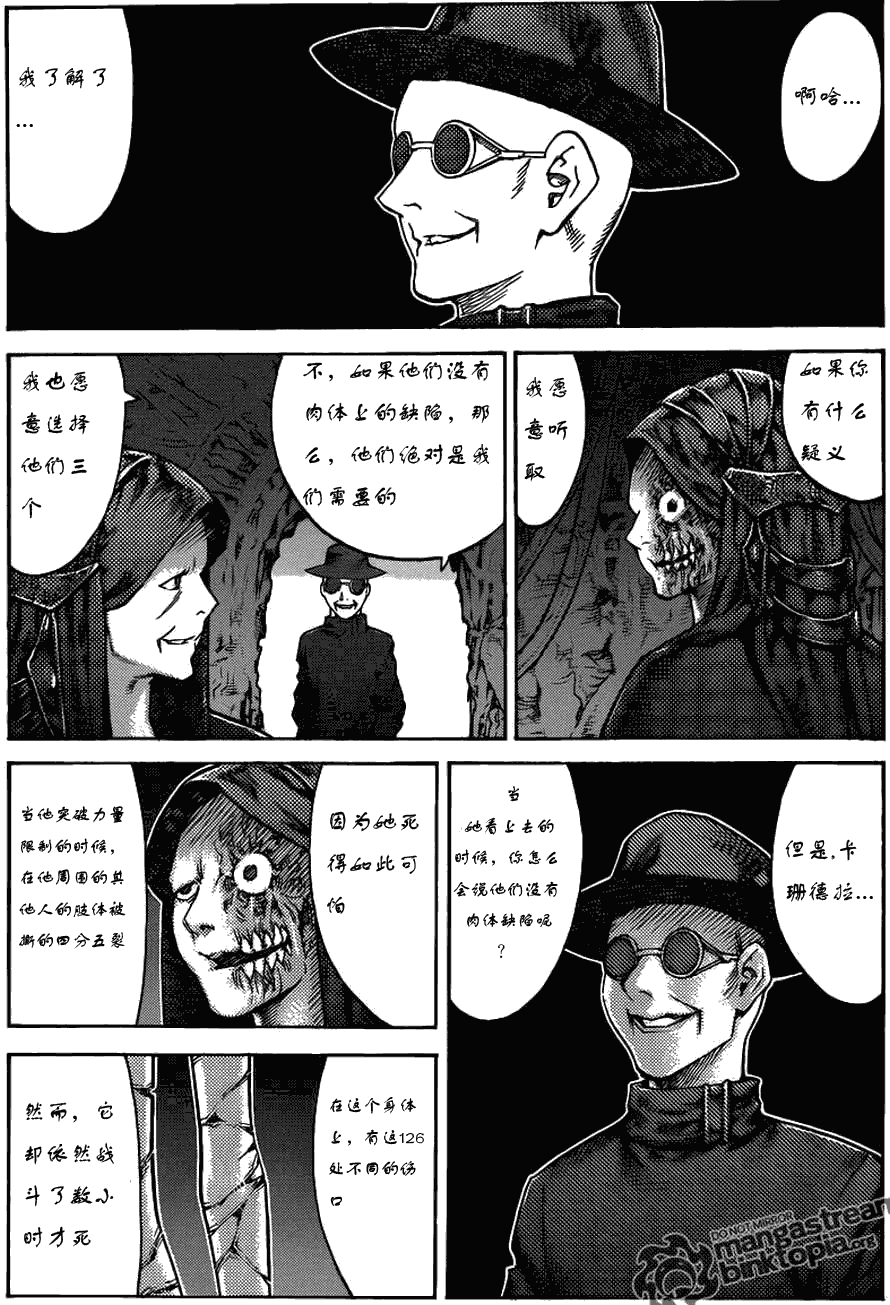 啊哈...
我了解了
...
如果你
有什么
疑义
我愿
意听
取
不，如果他们没有
肉体上的缺陷，那
么，他们绝对是我
们需要的
我也愿
意选择
他们三
个
但是，卡
珊德拉...
当
她看上去的
时候，你怎么
会说他们没有
肉体缺陷呢
？
因为她死
得如此可
怕
当他突破力量
限制的时候，
在他周围的其
他人的肢体被
撕的四分五裂
在这个身体
上，有这126
处不同的伤
口
然而，它
却依然战
斗了数小
时才死
DO NOT MIRROR
mangastream
binktopia.org